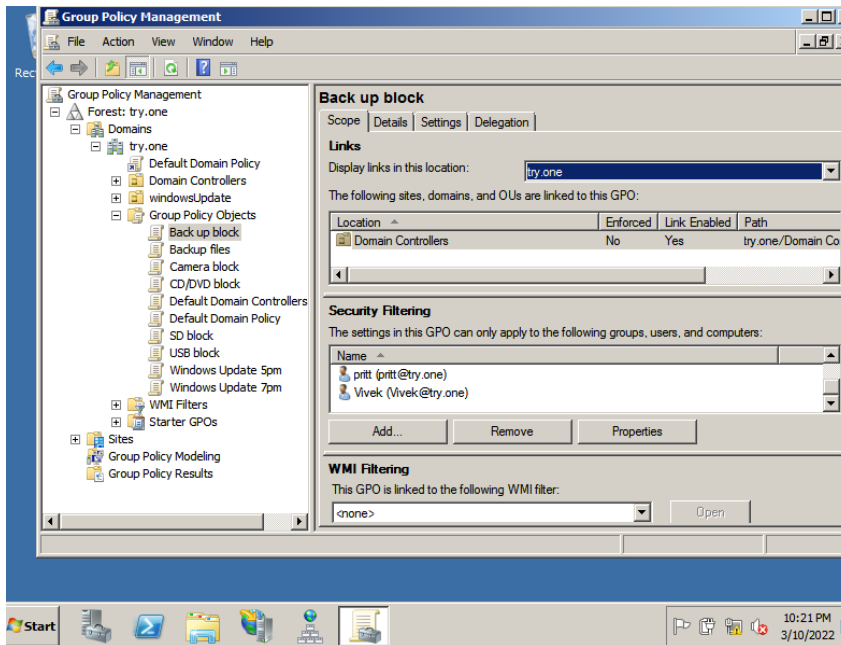 Group Policy Management
File Action View Window Help
Rec
Group Policy Management
Forest: try.one
Domains
try.one
Default Domain Policy
Domain Controllers
windowsUpdate
Group Policy Objects
Back up block
Backup files
Camera block
CD/DVD block
Default Domain Controllers
Default Domain Policy
SD block
USB block
Windows Update 5pm
Windows Update 7pm
WMI Filters
Starter GPOs
Sites
Group Policy Modeling
Group Policy Results
Back up block
Scope Details Settings Delegation
Links
Display links in this location: try.one
The following sites, domains, and OUs are linked to this GPO:
Location Enforced Link Enabled Path
Domain Controllers No Yes try.one/Domain Co
Security Filtering
The settings in this GPO can only apply to the following groups, users, and computers:
Name
pritt (pritt@try.one)
Vivek (Vivek@try.one)
Add... Remove Properties
WMI Filtering
This GPO is linked to the following WMI filter:
<none> Open
Start
10:21 PM
3/10/2022